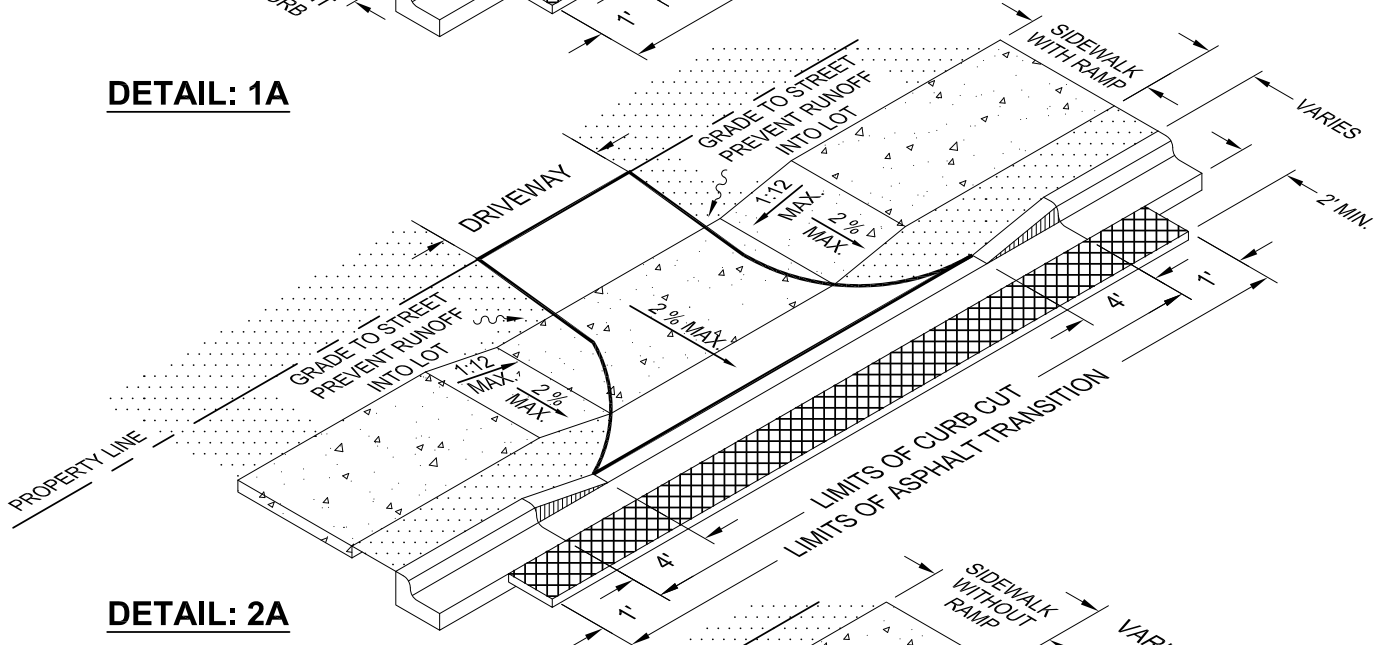 URB
1'
DETAIL: 1A
SIDEWALK
WITH RAMP
VARIES
GRADE TO STREET
PREVENT RUNOFF
INTO LOT
DRIVEWAY
1:12
MAX.
2 %
MAX.
2' MIN.
1'
4'
2 % MAX.
GRADE TO STREET
PREVENT RUNOFF
INTO LOT
1:12
MAX.
2 %
MAX.
PROPERTY LINE
LIMITS OF CURB CUT
LIMITS OF ASPHALT TRANSITION
4'
1'
DETAIL: 2A
SIDEWALK
WITHOUT
RAMP
VARI